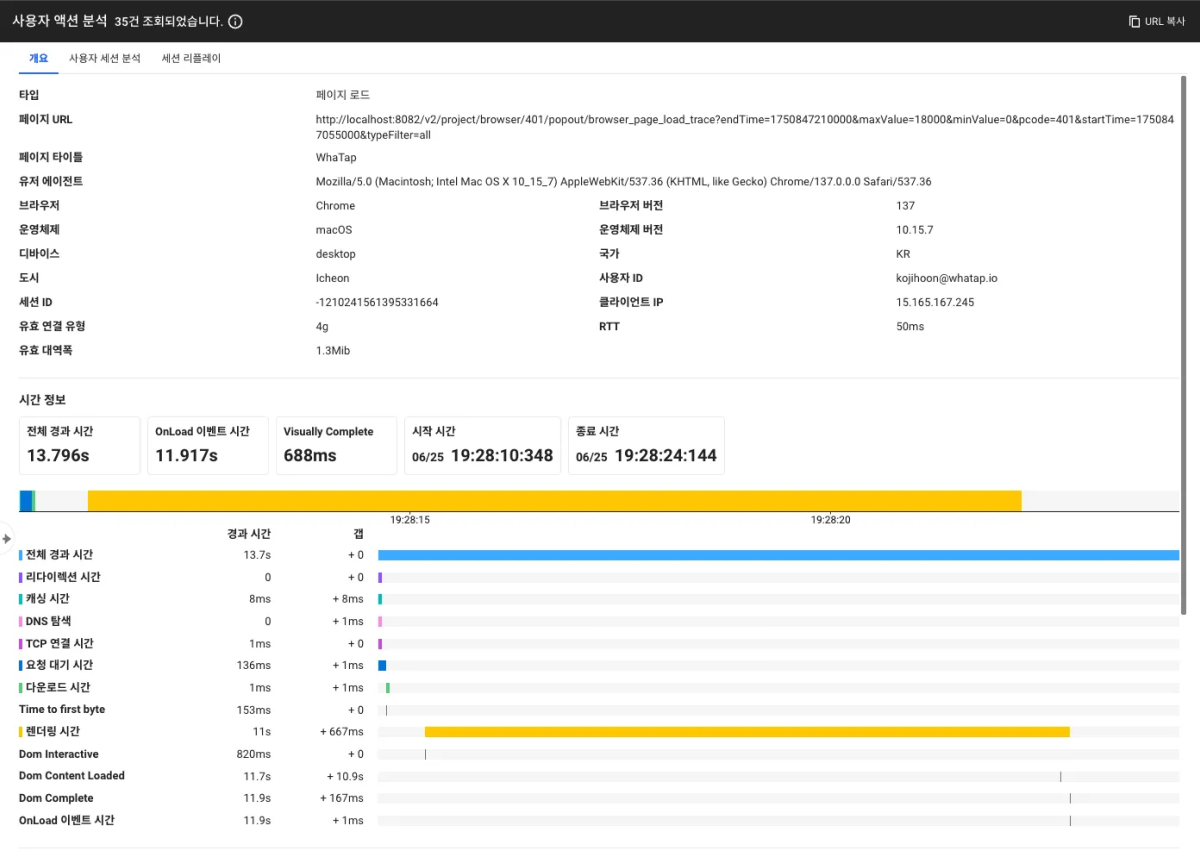 사용자 액션 분석 35건 조회되었습니다. URL 복사
개요 사용자 세션 분석 세션 리플레이
타입 페이지 로드
페이지 URL http://localhost:8082/v2/project/browser/401/popout/browser_page_load_trace?endTime=1750847210000&maxValue=18000&minValue=0&pcode=401&startTime=175084
7055000&typeFilter=all
페이지 타이틀 WhaTap
유저 에이전트 Mozilla/5.0 (Macintosh; Intel Mac OS X 10_15_7) AppleWebKit/537.36 (KHTML, like Gecko) Chrome/137.0.0.0 Safari/537.36
브라우저 Chrome 브라우저 버전 137
운영체제 macOS 운영체제 버전 10.15.7
디바이스 desktop 국가 KR
도시 Icheon 사용자 ID kojihoon@whatap.io
세션 ID -1210241561395331664 클라이언트 IP 15.165.167.245
유효 연결 유형 4g RTT 50ms
유효 대역폭 1.3Mib
시간 정보
전체 경과 시간 OnLoad 이벤트 시간 Visually Complete 시작 시간 종료 시간
13.796s 11.917s 688ms 06/25 19:28:10:348 06/25 19:28:24:144
19:28:15 19:28:20
경과 시간 갭
전체 경과 시간 13.7s + 0
리다이렉션 시간 0 + 0
캐싱 시간 8ms + 8ms
DNS 탐색 0 + 1ms
TCP 연결 시간 1ms + 0
요청 대기 시간 136ms + 1ms
다운로드 시간 1ms + 1ms
Time to first byte 153ms + 0
렌더링 시간 11s + 667ms
Dom Interactive 820ms + 0
Dom Content Loaded 11.7s + 10.9s
Dom Complete 11.9s + 167ms
OnLoad 이벤트 시간 11.9s + 1ms